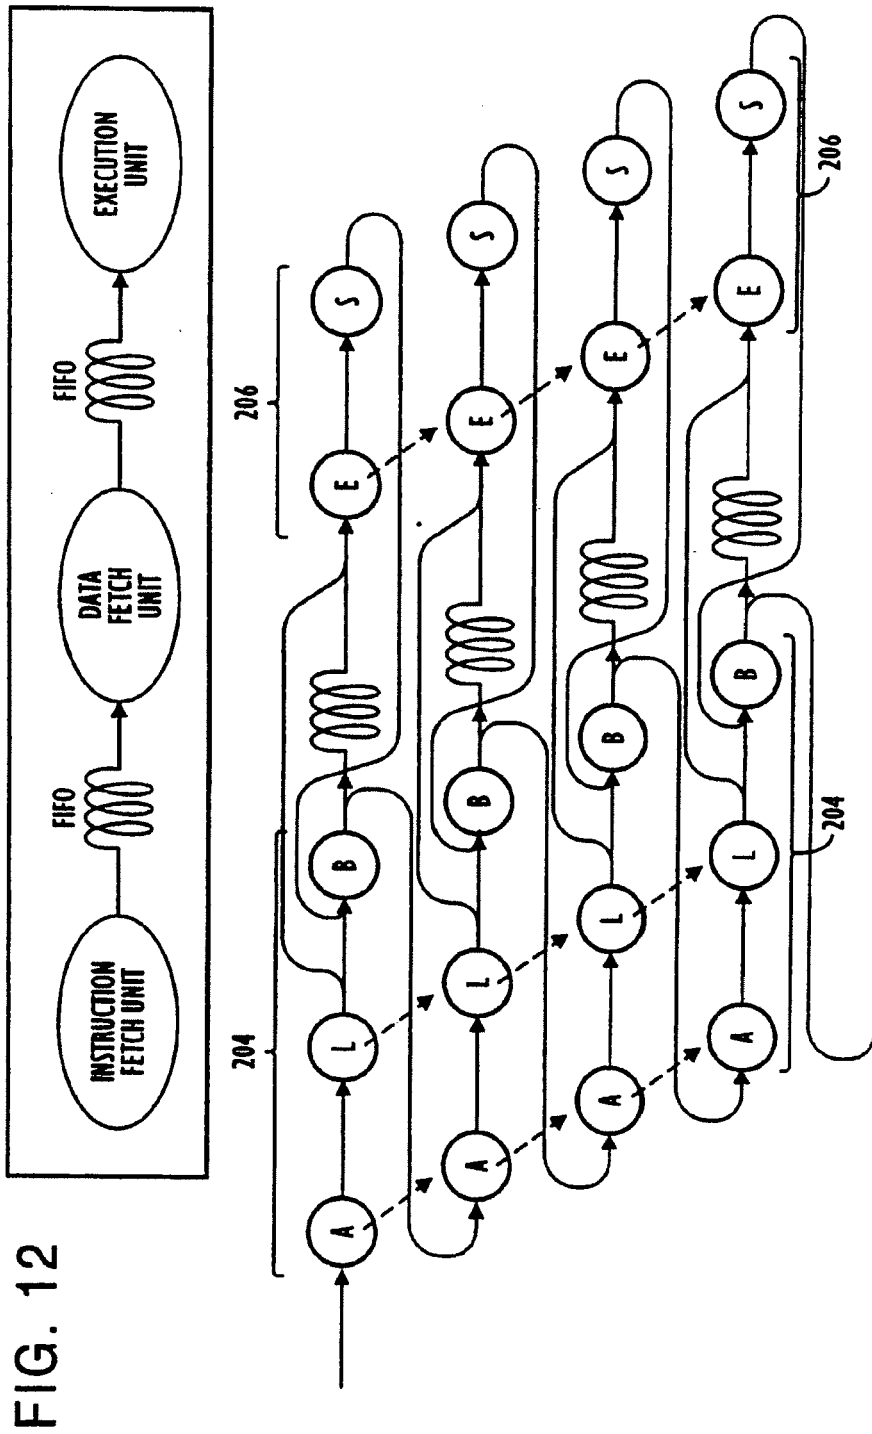 FIG. 12
INSTRUCTION
FETCH UNIT
FIFO
DATA
FETCH
UNIT
FIFO
EXECUTION
UNIT
204
206
A
L
B
E
S
A
L
B
E
S
A
L
B
E
S
A
L
B
E
S
204
206